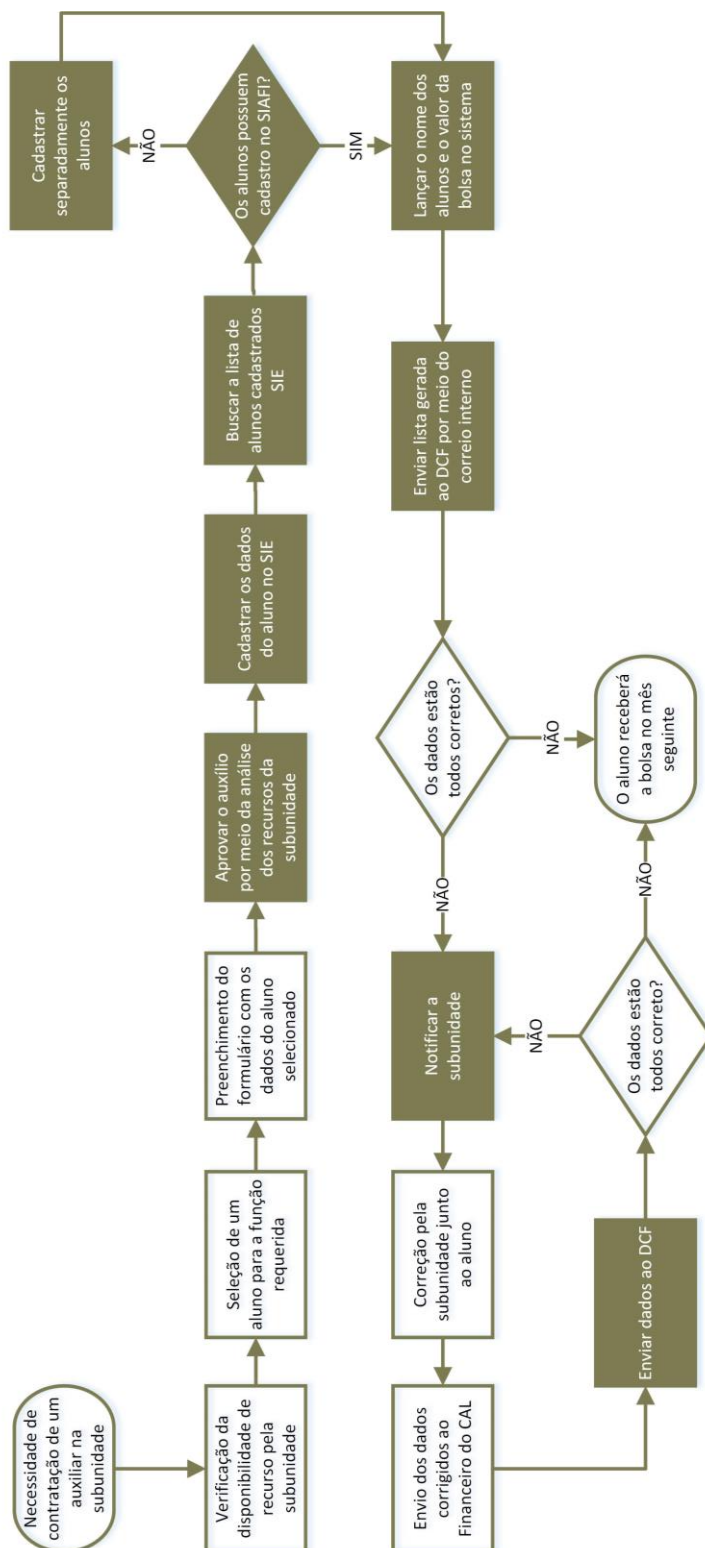 Necessidade de
contratação de um
auxiliar na
subunidade
Verificação da
disponibilidade de
recurso pela
subunidade
Seleção de um
aluno para a função
requerida
Preenchimento do
formulário com os
dados do aluno
selecionado
Aprovar o auxílio
por meio da análise
dos recursos da
subunidade
Cadastrar os dados
do aluno no SIE
Buscar a lista de
alunos cadastrados
SIE
Os alunos possuem
cadastro no SIAFI?
NÃO
Cadastrar
separadamente os
alunos
SIM
Lançar o nome dos
alunos e o valor da
bolsa no sistema
Enviar lista gerada
ao DCF por meio do
correio interno
Os dados estão
todos corretos?
NÃO
NÃO
Notificar a
subunidade
Correção pela
subunidade junto
ao aluno
Envio dos dados
corrigidos ao
Financeiro do CAL
Enviar dados ao DCF
Os dados estão
todos correto?
NÃO
NÃO
O aluno receberá
a bolsa no mês
seguinte